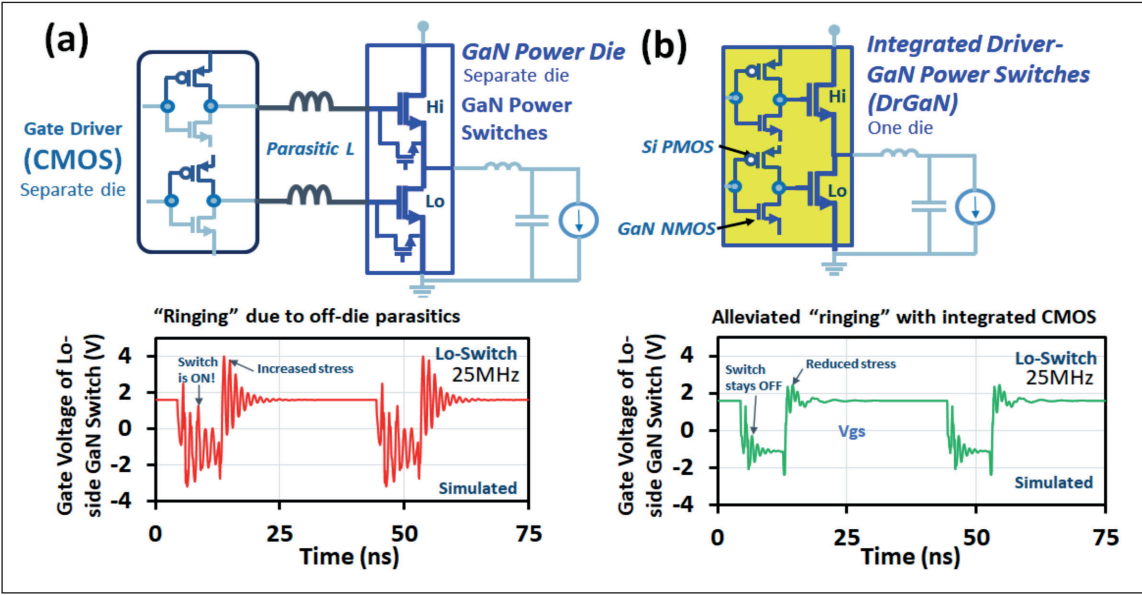 (a)
GaN Power Die
Separate die
GaN Power
Switches
Hi
Lo
Gate Driver
(CMOS)
Separate die
Parasitic L
(b)
Integrated Driver-
GaN Power Switches
(DrGaN)
One die
Hi
Lo
Si PMOS
GaN NMOS
"Ringing" due to off-die parasitics
Gate Voltage of Lo-
side GaN Switch (V)
4
2
0
-2
-4
Switch
is ON!
Increased stress
Lo-Switch
25MHz
Simulated
0
25
50
75
Time (ns)
Alleviated "ringing" with integrated CMOS
Gate Voltage of Lo-
side GaN Switch (V)
4
2
0
-2
-4
Switch
stays OFF
Reduced stress
Lo-Switch
25MHz
Vgs
Simulated
0
25
50
75
Time (ns)